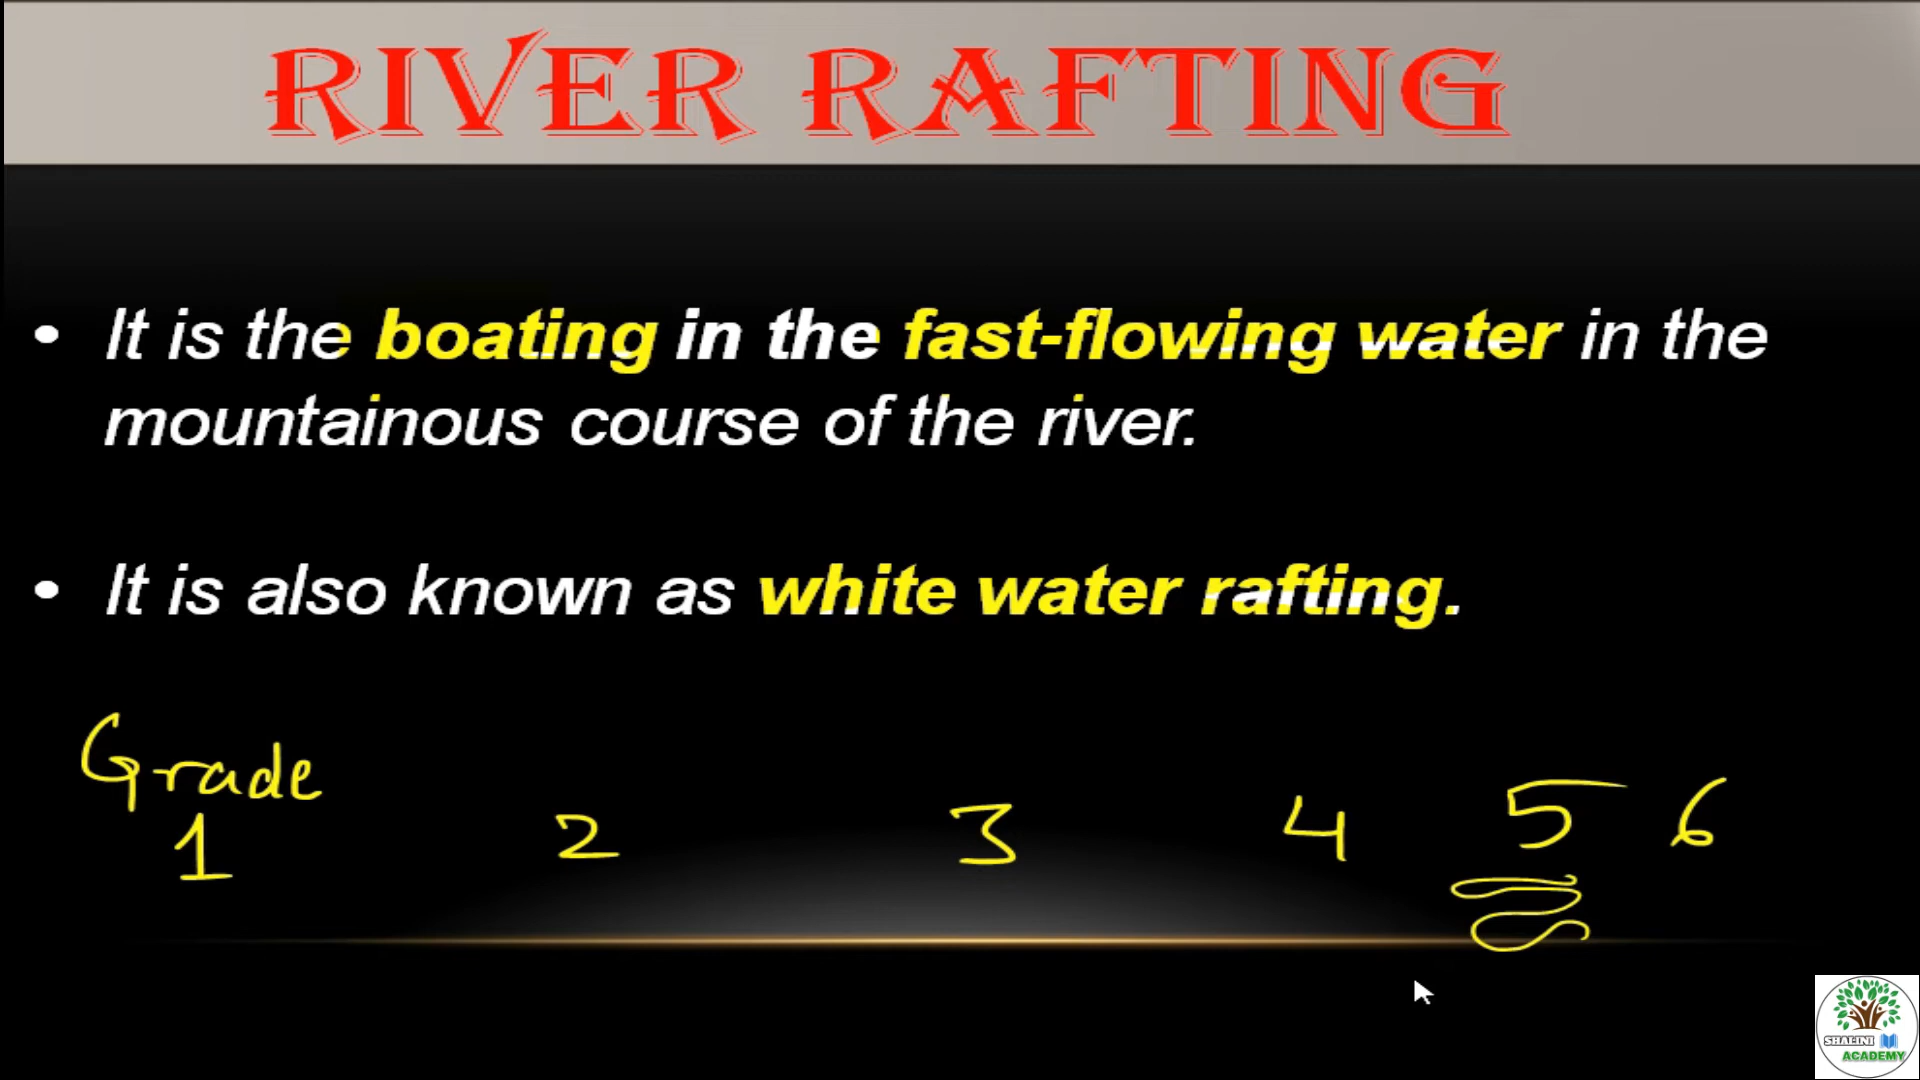 RIVER RAFTING
• It is the boating in the fast-flowing water in the
mountainous course of the river.
• It is also known as white water rafting.
Grade
1 2 3 4 5 6
SHALINI
ACADEMY